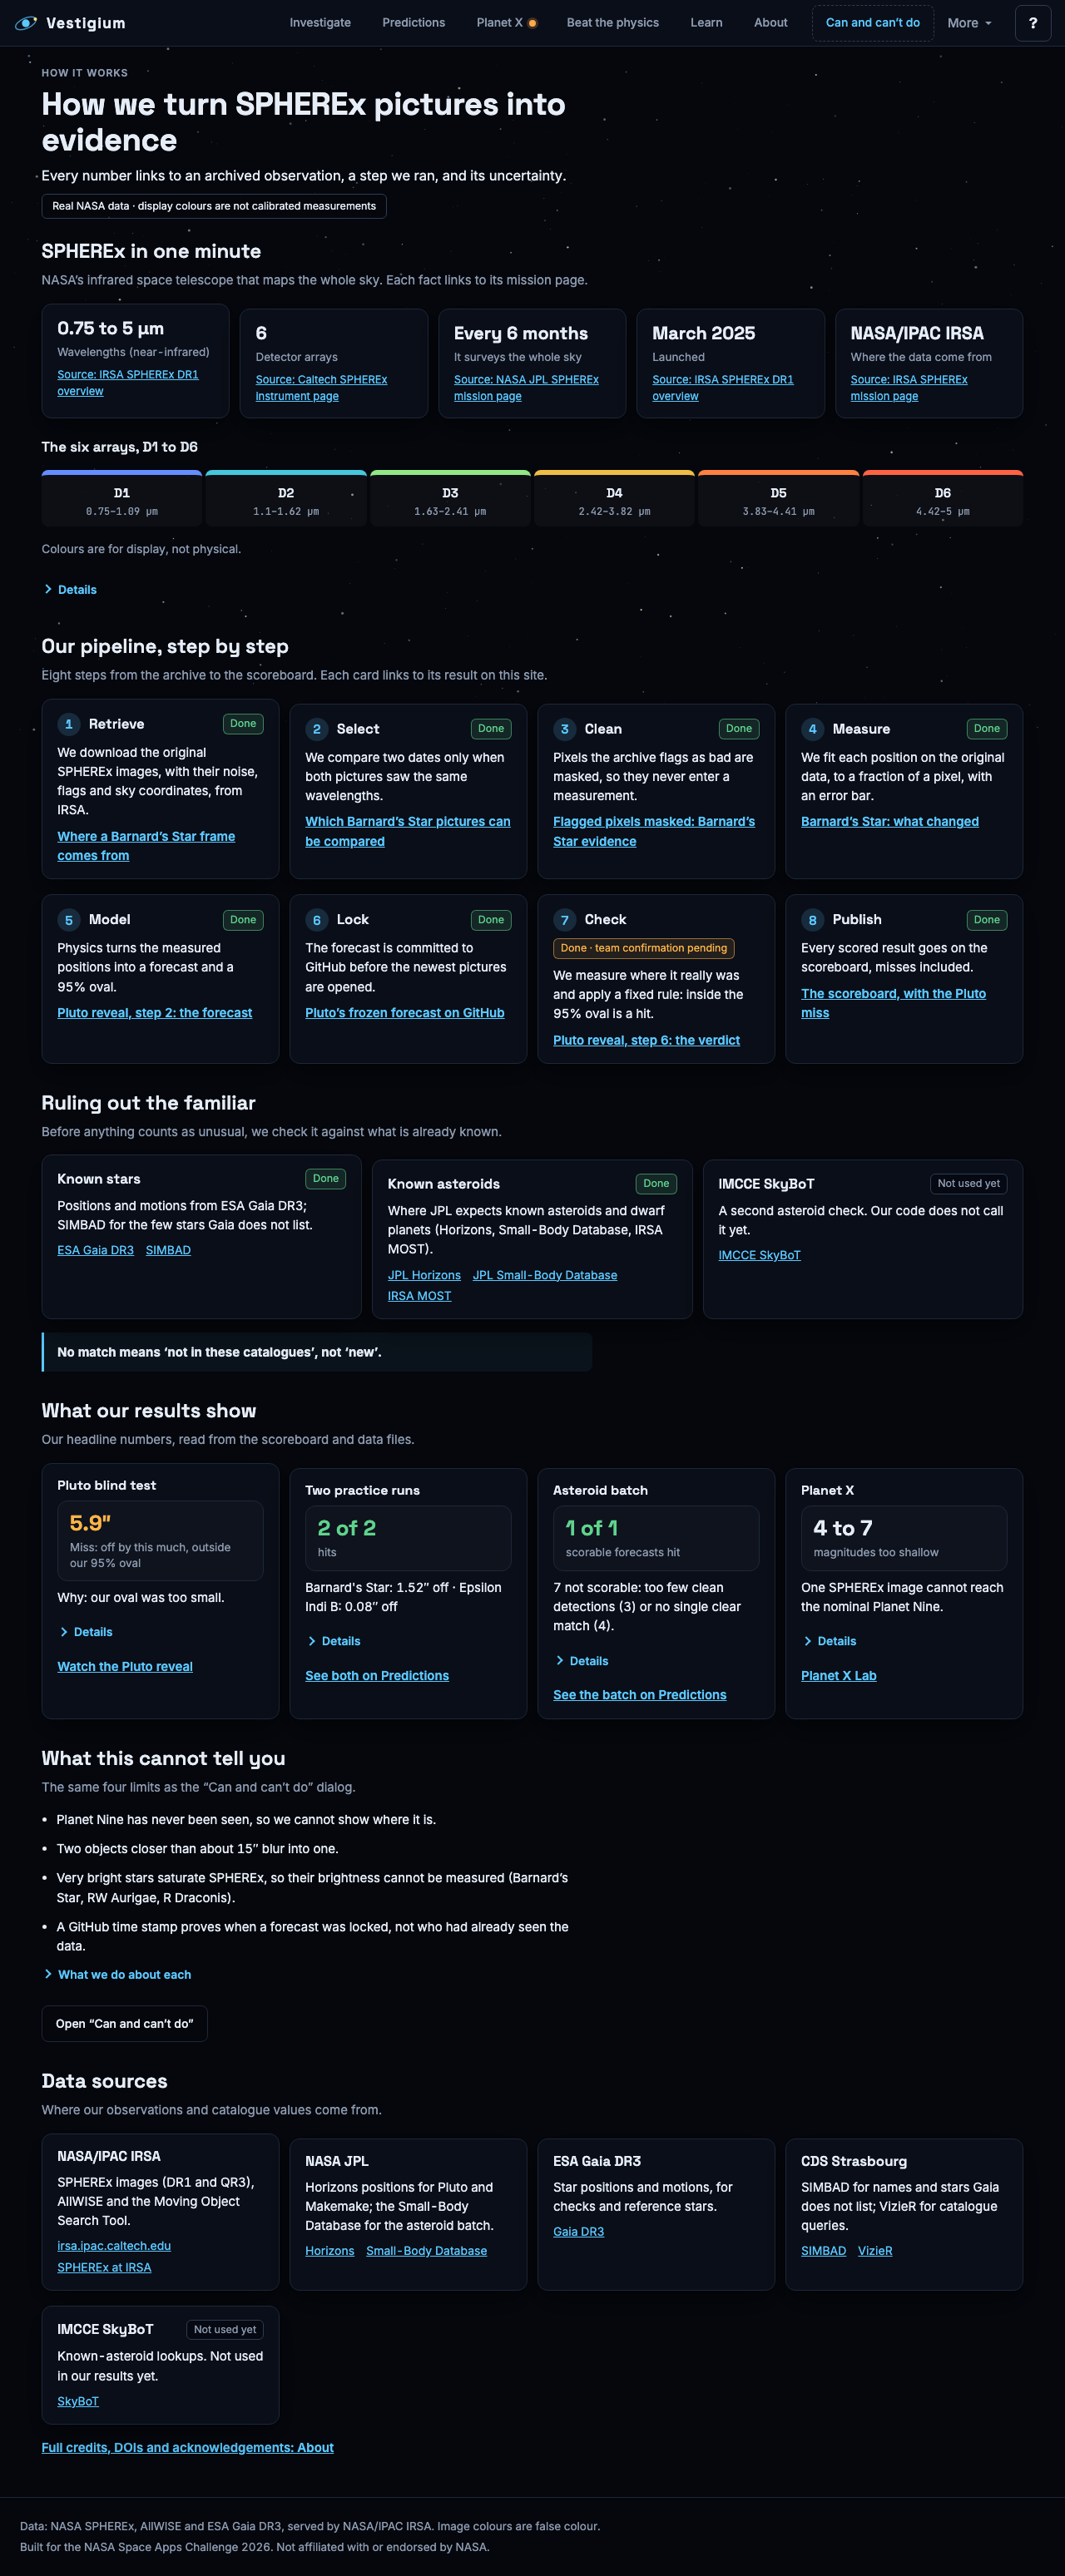 Vestigium
Investigate
Predictions
Planet X
Beat the physics
Learn
About
Can and can't do
More
?
HOW IT WORKS
How we turn SPHEREx pictures into
evidence
Every number links to an archived observation, a step we ran, and its uncertainty.
Real NASA data · display colours are not calibrated measurements
SPHEREx in one minute
NASA's infrared space telescope that maps the whole sky. Each fact links to its mission page.
0.75 to 5 µm
Wavelengths (near-infrared)
Source: IRSA SPHEREx DR1
overview
6
Detector arrays
Source: Caltech SPHEREx
instrument page
Every 6 months
It surveys the whole sky
Source: NASA JPL SPHEREx
mission page
March 2025
Launched
Source: IRSA SPHEREx DR1
overview
NASA/IPAC IRSA
Where the data come from
Source: IRSA SPHEREx
mission page
The six arrays, D1 to D6
D1
0.75–1.09 µm
D2
1.1–1.62 µm
D3
1.63–2.41 µm
D4
2.42–3.82 µm
D5
3.83–4.41 µm
D6
4.42–5 µm
Colours are for display, not physical.
Details
Our pipeline, step by step
Eight steps from the archive to the scoreboard. Each card links to its result on this site.
1 Retrieve
Done
We download the original
SPHEREx images, with their noise,
flags and sky coordinates, from
IRSA.
Where a Barnard's Star frame
comes from
2 Select
Done
We compare two dates only when
both pictures saw the same
wavelengths.
Which Barnard's Star pictures can
be compared
3 Clean
Done
Pixels the archive flags as bad are
masked, so they never enter a
measurement.
Flagged pixels masked: Barnard's
Star evidence
4 Measure
Done
We fit each position on the original
data, to a fraction of a pixel, with
an error bar.
Barnard's Star: what changed
5 Model
Done
Physics turns the measured
positions into a forecast and a
95% oval.
Pluto reveal, step 2: the forecast
6 Lock
Done
The forecast is committed to
GitHub before the newest pictures
are opened.
Pluto's frozen forecast on GitHub
7 Check
Done · team confirmation pending
We measure where it really was
and apply a fixed rule: inside the
95% oval is a hit.
Pluto reveal, step 6: the verdict
8 Publish
Done
Every scored result goes on the
scoreboard, misses included.
The scoreboard, with the Pluto
miss
Ruling out the familiar
Before anything counts as unusual, we check it against what is already known.
Known stars
Done
Positions and motions from ESA Gaia DR3;
SIMBAD for the few stars Gaia does not list.
ESA Gaia DR3 SIMBAD
Known asteroids
Done
Where JPL expects known asteroids and dwarf
planets (Horizons, Small-Body Database, IRSA
MOST).
JPL Horizons JPL Small-Body Database
IRSA MOST
IMCCE SkyBoT
Not used yet
A second asteroid check. Our code does not call
it yet.
IMCCE SkyBoT
No match means ‘not in these catalogues’, not ‘new’.
What our results show
Our headline numbers, read from the scoreboard and data files.
Pluto blind test
5.9″
Miss: off by this much, outside
our 95% oval
Why: our oval was too small.
Details
Watch the Pluto reveal
Two practice runs
2 of 2
hits
Barnard's Star: 1.52″ off · Epsilon
Indi B: 0.08″ off
Details
See both on Predictions
Asteroid batch
1 of 1
scorable forecasts hit
7 not scorable: too few clean
detections (3) or no single clear
match (4).
Details
See the batch on Predictions
Planet X
4 to 7
magnitudes too shallow
One SPHEREx image cannot reach
the nominal Planet Nine.
Details
Planet X Lab
What this cannot tell you
The same four limits as the “Can and can't do” dialog.
• Planet Nine has never been seen, so we cannot show where it is.
• Two objects closer than about 15″ blur into one.
• Very bright stars saturate SPHEREx, so their brightness cannot be measured (Barnard's
Star, RW Aurigae, R Draconis).
• A GitHub time stamp proves when a forecast was locked, not who had already seen the
data.
What we do about each
Open “Can and can't do”
Data sources
Where our observations and catalogue values come from.
NASA/IPAC IRSA
SPHEREx images (DR1 and QR3),
AllWISE and the Moving Object
Search Tool.
irsa.ipac.caltech.edu
SPHEREx at IRSA
NASA JPL
Horizons positions for Pluto and
Makemake; the Small-Body
Database for the asteroid batch.
Horizons Small-Body Database
ESA Gaia DR3
Star positions and motions, for
checks and reference stars.
Gaia DR3
CDS Strasbourg
SIMBAD for names and stars Gaia
does not list; VizieR for catalogue
queries.
SIMBAD VizieR
IMCCE SkyBoT
Not used yet
Known-asteroid lookups. Not used
in our results yet.
SkyBoT
Full credits, DOIs and acknowledgements: About
Data: NASA SPHEREx, AllWISE and ESA Gaia DR3, served by NASA/IPAC IRSA. Image colours are false colour.
Built for the NASA Space Apps Challenge 2026. Not affiliated with or endorsed by NASA.